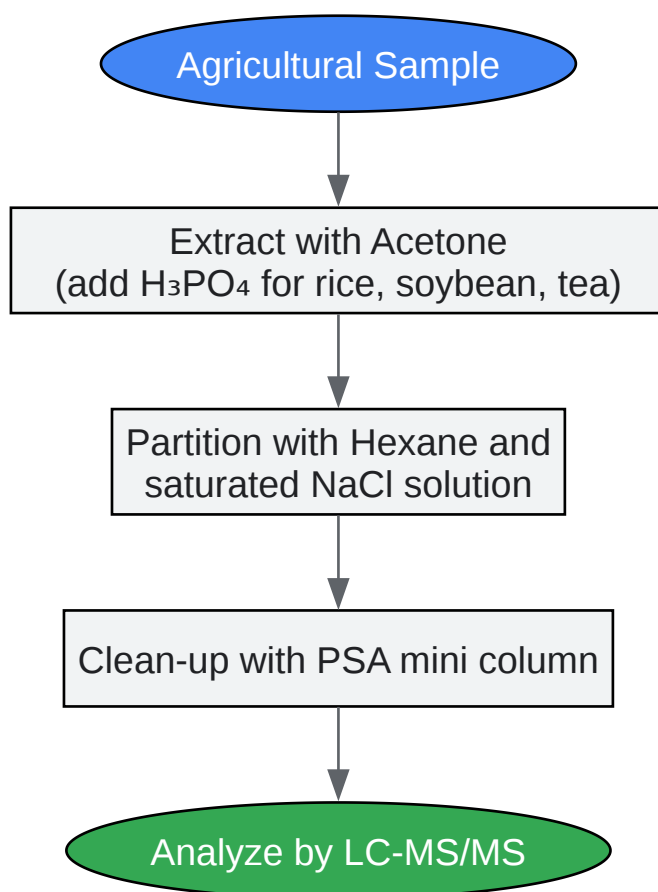 Agricultural Sample
Extract with Acetone
(add H₃PO₄ for rice, soybean, tea)
Partition with Hexane and
saturated NaCl solution
Clean-up with PSA mini column
Analyze by LC-MS/MS